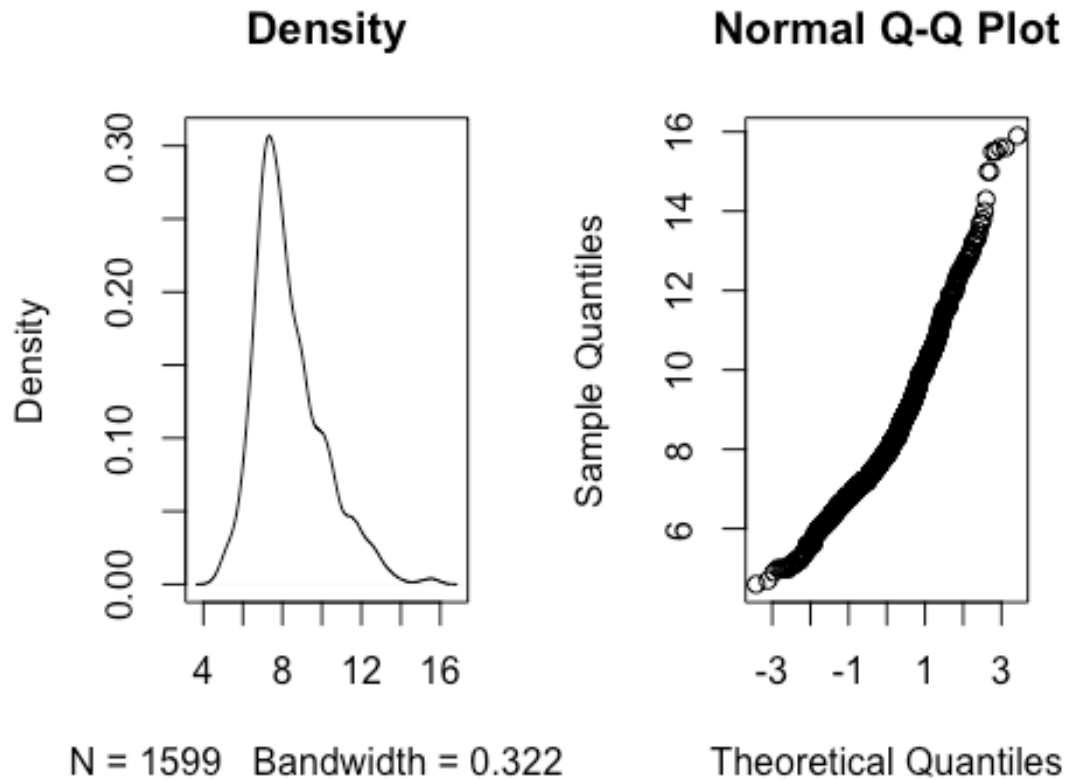 Density
Normal Q-Q Plot
Density
0.00
0.10
0.20
0.30
4 8 12 16
N = 1599 Bandwidth = 0.322
Sample Quantiles
6
8
10
12
14
16
-3 -1 1 3
Theoretical Quantiles